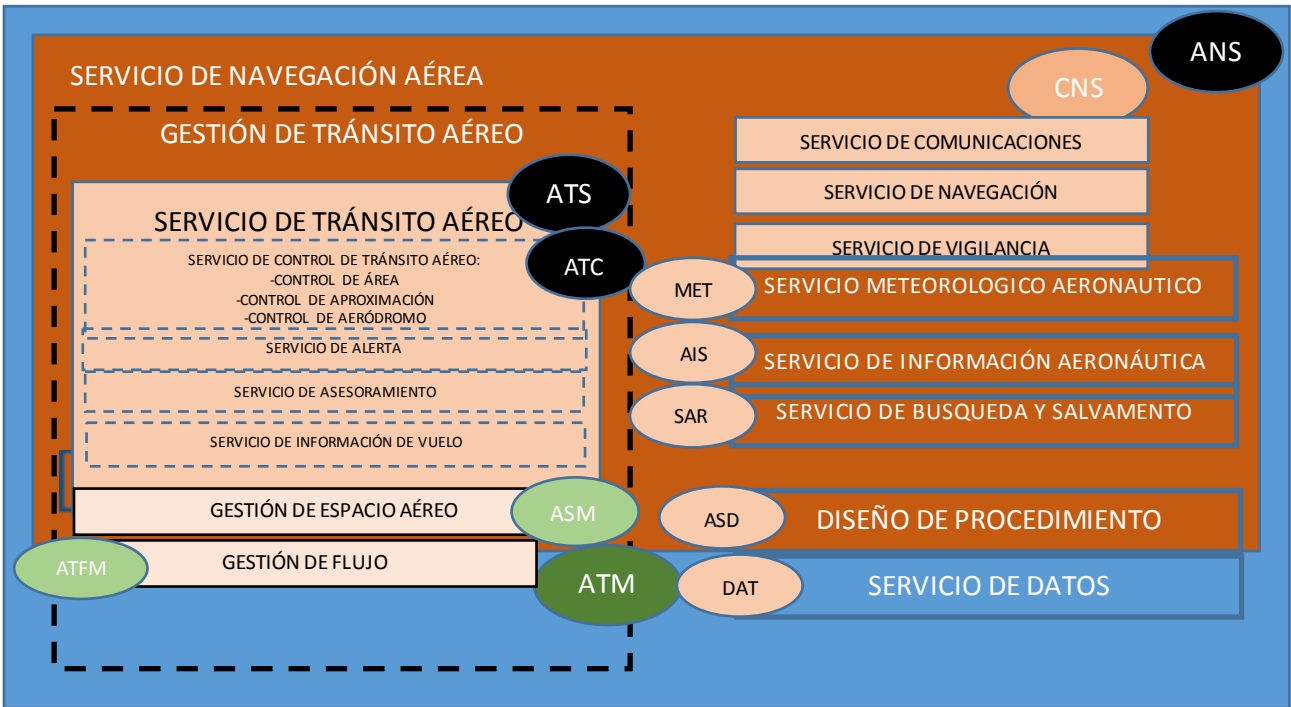 ANS
SERVICIO DE NAVEGACIÓN AÉREA
CNS
GESTIÓN DE TRÁNSITO AÉREO
SERVICIO DE COMUNICACIONES
SERVICIO DE NAVEGACIÓN
SERVICIO DE VIGILANCIA
ATS
SERVICIO DE TRÁNSITO AÉREO
ATC
SERVICIO DE CONTROL DE TRÁNSITO AÉREO:
-CONTROL DE ÁREA
-CONTROL DE APROXIMACIÓN
-CONTROL DE AERÓDROMO
SERVICIO DE ALERTA
SERVICIO DE ASESORAMIENTO
SERVICIO DE INFORMACIÓN DE VUELO
MET
SERVICIO METEOROLOGICO AERONAUTICO
AIS
SERVICIO DE INFORMACIÓN AERONÁUTICA
SAR
SERVICIO DE BUSQUEDA Y SALVAMENTO
GESTIÓN DE ESPACIO AÉREO
ASM
ASD
DISEÑO DE PROCEDIMIENTO
ATFM
GESTIÓN DE FLUJO
ATM
DAT
SERVICIO DE DATOS